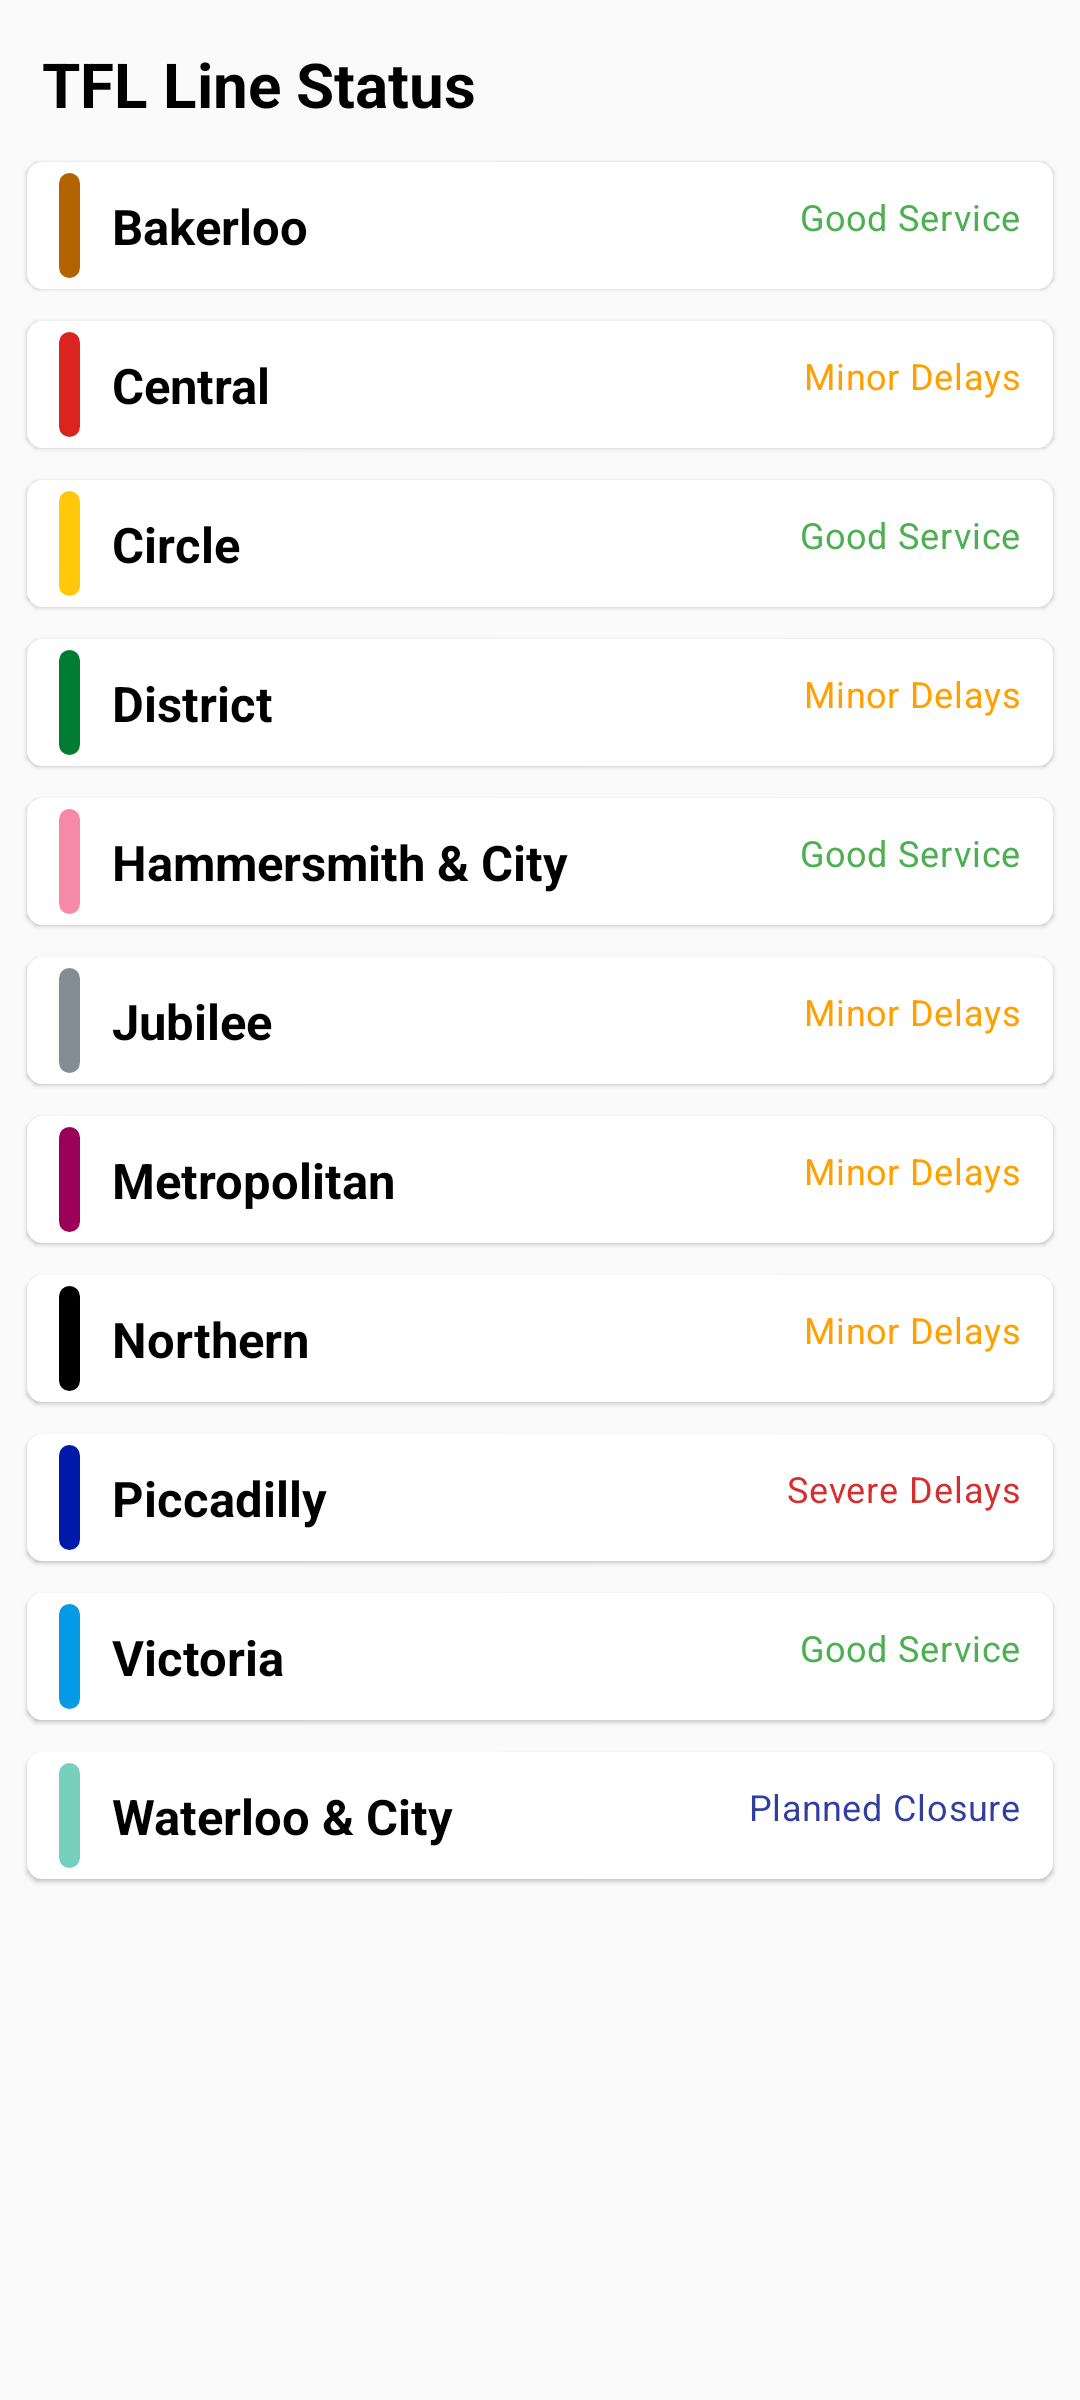 TFL Line Status
Bakerloo Good Service
Central Minor Delays
Circle Good Service
District Minor Delays
Hammersmith & City Good Service
Jubilee Minor Delays
Metropolitan Minor Delays
Northern Minor Delays
Piccadilly Severe Delays
Victoria Good Service
Waterloo & City Planned Closure